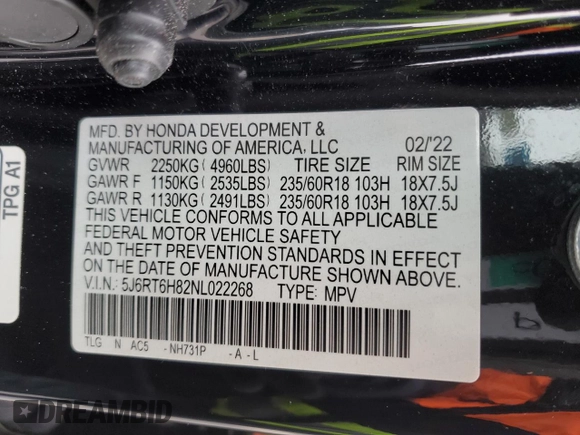 MFD. BY HONDA DEVELOPMENT &
MANUFACTURING OF AMERICA, LLC 02/'22
GVWR 2250KG ( 4960LBS) TIRE SIZE RIM SIZE
GAWR F 1150KG ( 2535LBS) 235/60R18 103H 18X7.5J
GAWR R 1130KG ( 2491LBS) 235/60R18 103H 18X7.5J
THIS VEHICLE CONFORMS TO ALL APPLICABLE
FEDERAL MOTOR VEHICLE SAFETY
AND THEFT PREVENTION STANDARDS IN EFFECT
ON THE DATE OF MANUFACTURE SHOWN ABOVE.
V.I.N.: 5J6RT6H82NL022268 TYPE: MPV
TLG N AC5 -NH731P -A-L
TPG A1
DREAMBID